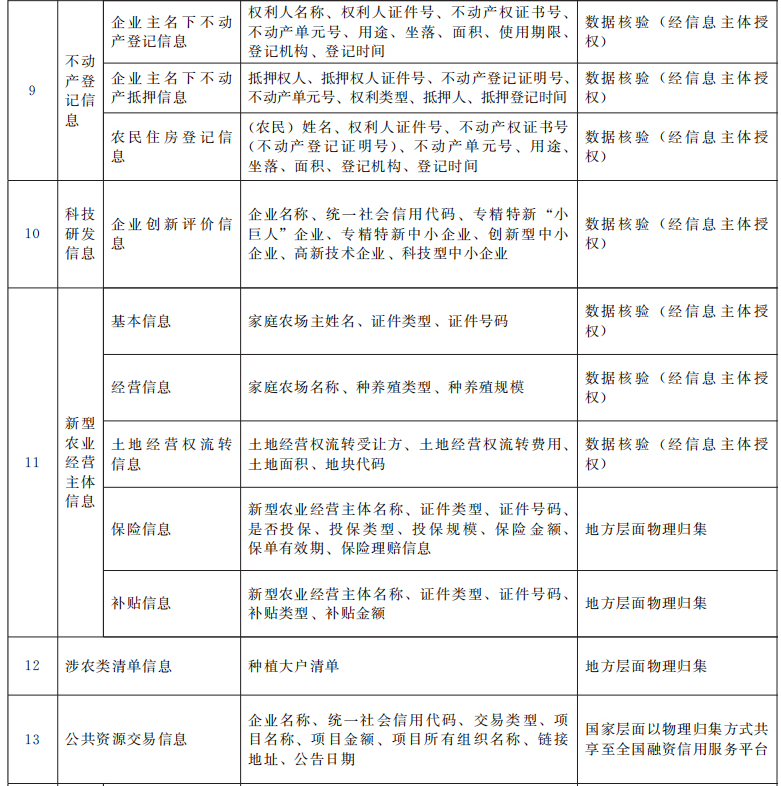 9
不动
产登
记信
息
企业主名下不动
产登记信息
权利人名称、权利人证件号、不动产权证书号、
不动产单元号、用途、坐落、面积、使用期限、
登记机构、登记时间
数据核验（经信息主体授
权）
企业主名下不动
产抵押信息
抵押权人、抵押权人证件号、不动产登记证明号、
不动产单元号、权利类型、抵押人、抵押登记时间
数据核验（经信息主体授
权）
农民住房登记信
息
（农民）姓名、权利人证件号、不动产权证书号
（不动产登记证明号）、不动产单元号、用途、
坐落、面积、登记机构、登记时间
数据核验（经信息主体授
权）
10
科技
研发
信息
企业创新评价信
息
企业名称、统一社会信用代码、专精特新“小
巨人”企业、专精特新中小企业、创新型中小
企业、高新技术企业、科技型中小企业
数据核验（经信息主体授
权）
11
新型
农业
经营
主体
信息
基本信息
家庭农场主姓名、证件类型、证件号码
数据核验（经信息主体授
权）
经营信息
家庭农场名称、种养殖类型、种养殖规模
数据核验（经信息主体授
权）
土地经营权流转
信息
土地经营权流转受让方、土地经营权流转费用、
土地面积、地块代码
数据核验（经信息主体授
权）
保险信息
新型农业经营主体名称、证件类型、证件号码、
是否投保、投保类型、投保规模、保险金额、
保单有效期、保险理赔信息
地方层面物理归集
补贴信息
新型农业经营主体名称、证件类型、证件号码、
补贴类型、补贴金额
地方层面物理归集
12
涉农类清单信息
种植大户清单
地方层面物理归集
13
公共资源交易信息
企业名称、统一社会信用代码、交易类型、项
目名称、项目金额、项目所有组织名称、链接
地址、公告日期
国家层面以物理归集方式共
享至全国融资信用服务平台